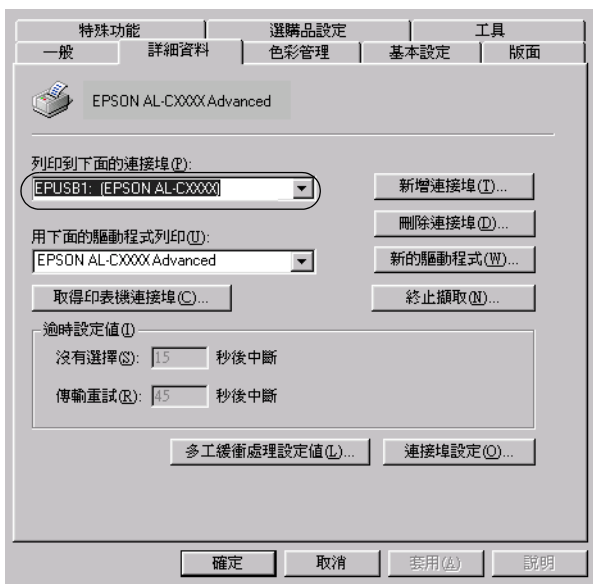 特殊功能 選購品設定 工具
一般 詳細資料 色彩管理 基本設定 版面
EPSON AL-CXXXX Advanced
列印到下面的連接埠(P):
EPUSB1: (EPSON AL-CXXXX) 新增連接埠(T)...
刪除連接埠(D)...
用下面的驅動程式列印(U):
EPSON AL-CXXXX Advanced 新的驅動程式(W)...
取得印表機連接埠(C)... 終止擷取(N)...
逾時設定值(I)
沒有選擇(S): 15 秒後中斷
傳輸重試(R): 45 秒後中斷
多工緩衝處理設定值(L)... 連接埠設定(O)...
確定 取消 套用(A) 說明